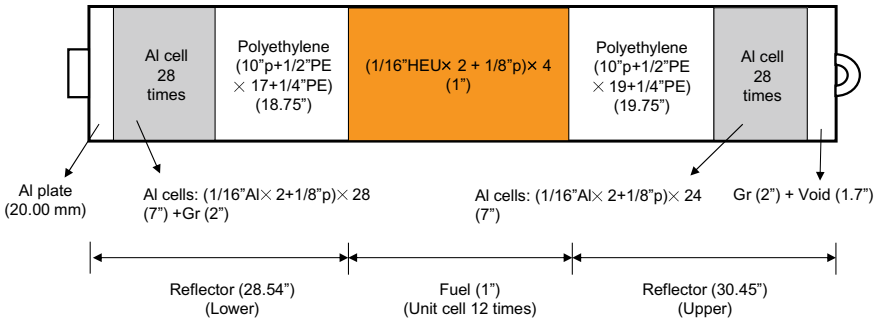 Al cell
28
times
Polyethylene
(10”p+1/2”PE
× 17+1/4”PE)
(18.75”)
(1/16”HEU× 2 + 1/8”p)× 4
(1”)
Polyethylene
(10”p+1/2”PE
× 19+1/4”PE)
(19.75”)
Al cell
28
times
Al plate
(20.00 mm)
Al cells: (1/16”Al× 2+1/8”p)× 28
(7”) +Gr (2”)
Al cells: (1/16”Al× 2+1/8”p)× 24
(7”)
Gr (2”) + Void (1.7”)
Reflector (28.54”)
(Lower)
Fuel (1”)
(Unit cell 12 times)
Reflector (30.45”)
(Upper)